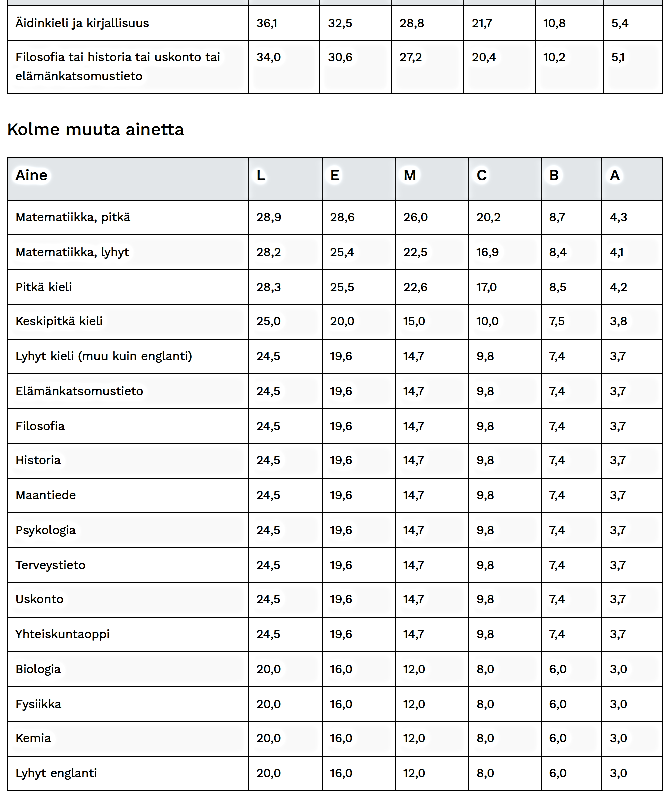 Äidinkieli ja kirjallisuus 36,1 32,5 28,8 21,7 10,8 5,4
Filosofia tai historia tai uskonto tai 34,0 30,6 27,2 20,4 10,2 5,1
elämänkatsomustieto
Kolme muuta ainetta
Aine L E M C B A
Matematiikka, pitkä 28,9 28,6 26,0 20,2 8,7 4,3
Matematiikka, lyhyt 28,2 25,4 22,5 16,9 8,4 4,1
Pitkä kieli 28,3 25,5 22,6 17,0 8,5 4,2
Keskipitkä kieli 25,0 20,0 15,0 10,0 7,5 3,8
Lyhyt kieli (muu kuin englanti) 24,5 19,6 14,7 9,8 7,4 3,7
Elämänkatsomustieto 24,5 19,6 14,7 9,8 7,4 3,7
Filosofia 24,5 19,6 14,7 9,8 7,4 3,7
Historia 24,5 19,6 14,7 9,8 7,4 3,7
Maantiede 24,5 19,6 14,7 9,8 7,4 3,7
Psykologia 24,5 19,6 14,7 9,8 7,4 3,7
Terveystieto 24,5 19,6 14,7 9,8 7,4 3,7
Uskonto 24,5 19,6 14,7 9,8 7,4 3,7
Yhteiskuntaoppi 24,5 19,6 14,7 9,8 7,4 3,7
Biologia 20,0 16,0 12,0 8,0 6,0 3,0
Fysiikka 20,0 16,0 12,0 8,0 6,0 3,0
Kemia 20,0 16,0 12,0 8,0 6,0 3,0
Lyhyt englanti 20,0 16,0 12,0 8,0 6,0 3,0